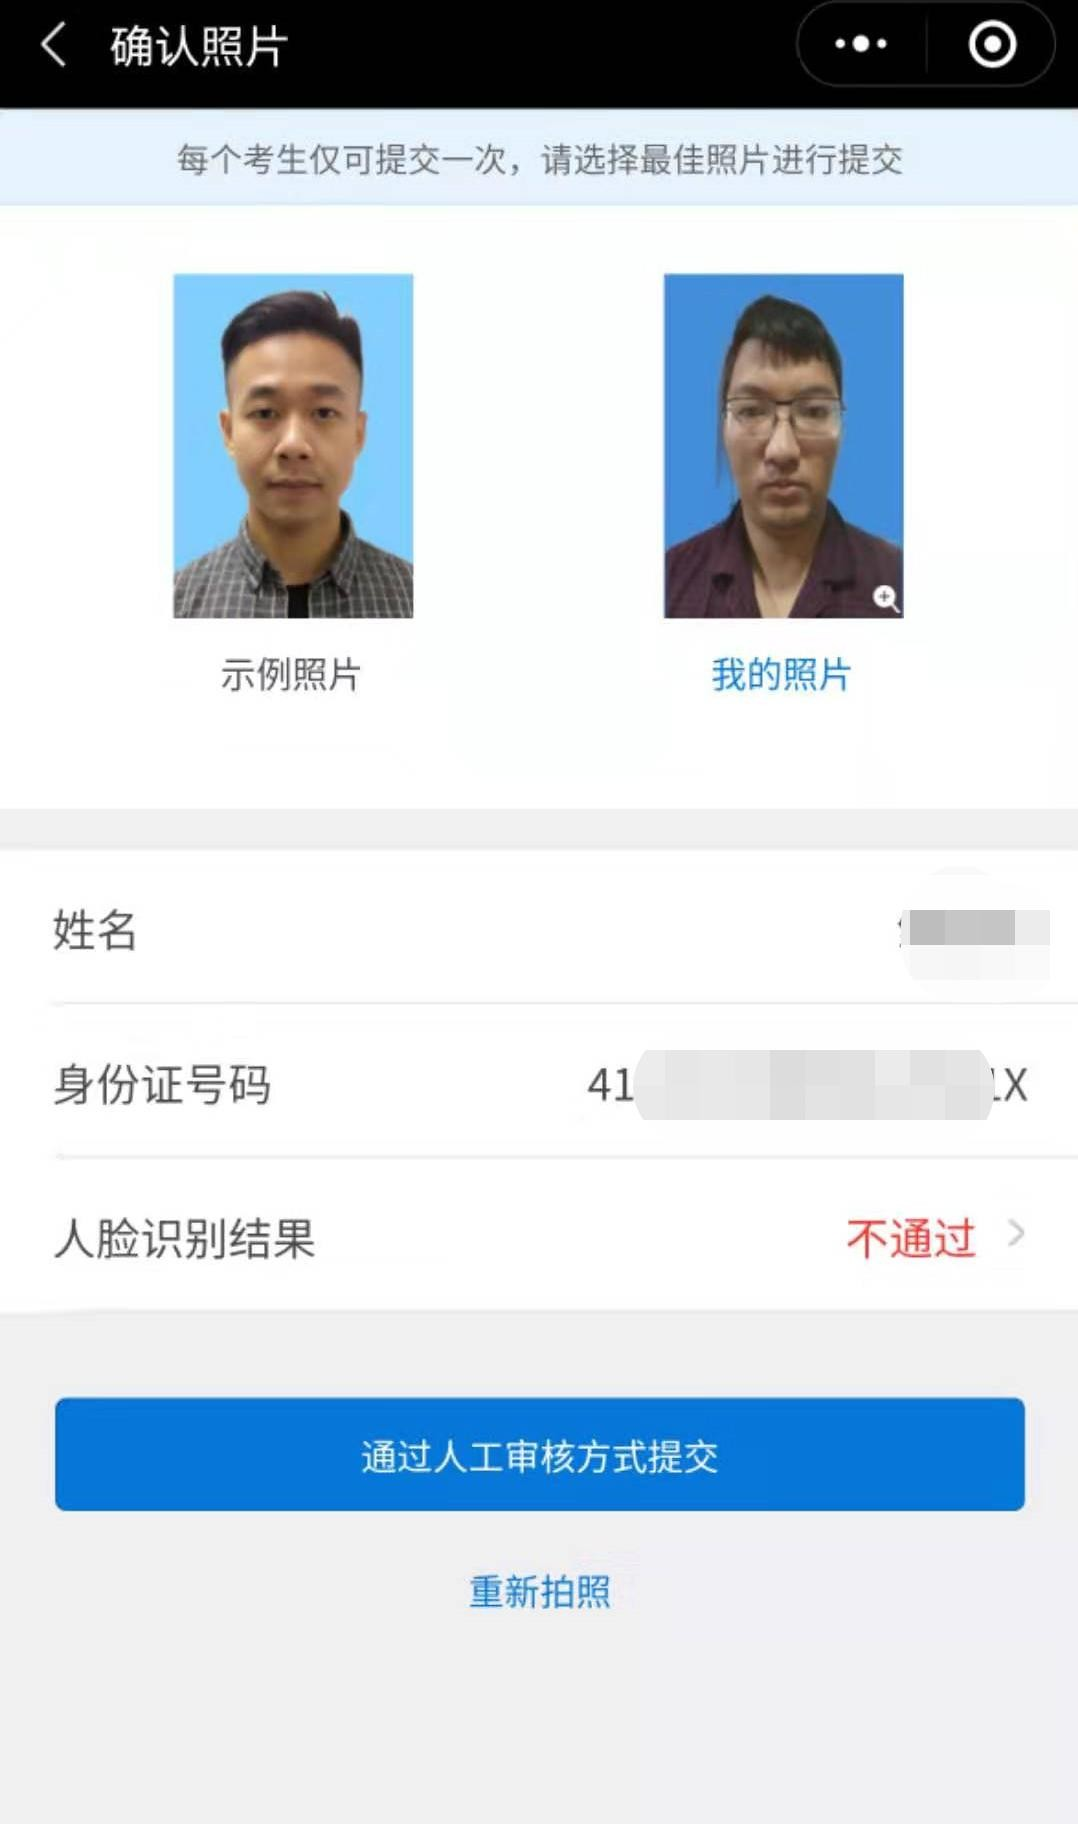 确认照片
每个考生仅可提交一次，请选择最佳照片进行提交
示例照片
我的照片
姓名
身份证号码 41 1X
人脸识别结果 不通过
通过人工审核方式提交
重新拍照